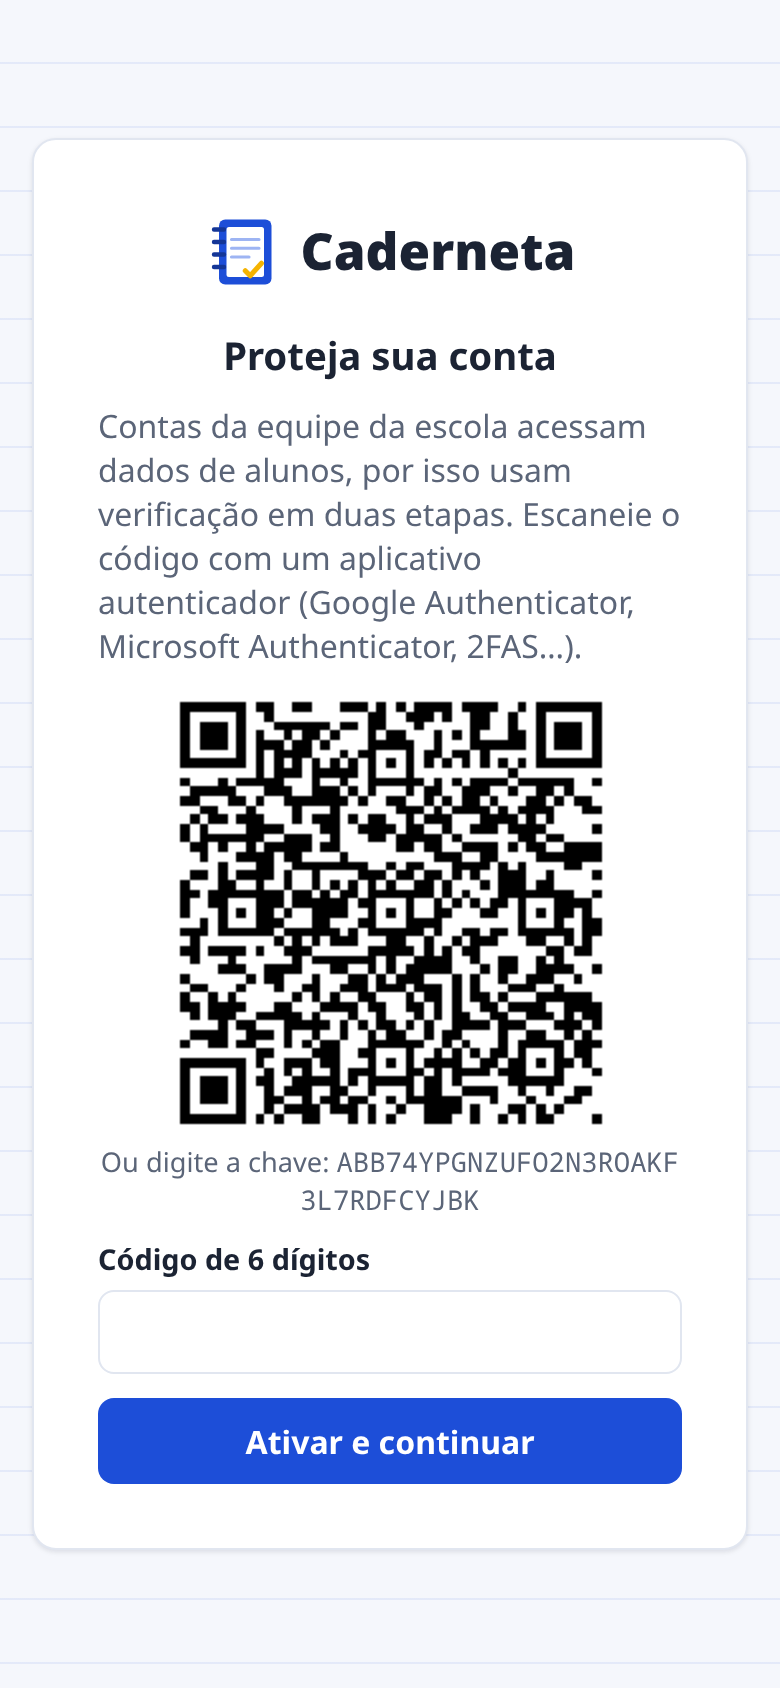 Caderneta
Proteja sua conta
Contas da equipe da escola acessam
dados de alunos, por isso usam
verificação em duas etapas. Escaneie o
código com um aplicativo
autenticador (Google Authenticator,
Microsoft Authenticator, 2FAS...).
Ou digite a chave: ABB74YPGNZUFO2N3ROAKF
3L7RDFCYJBK
Código de 6 dígitos
Ativar e continuar